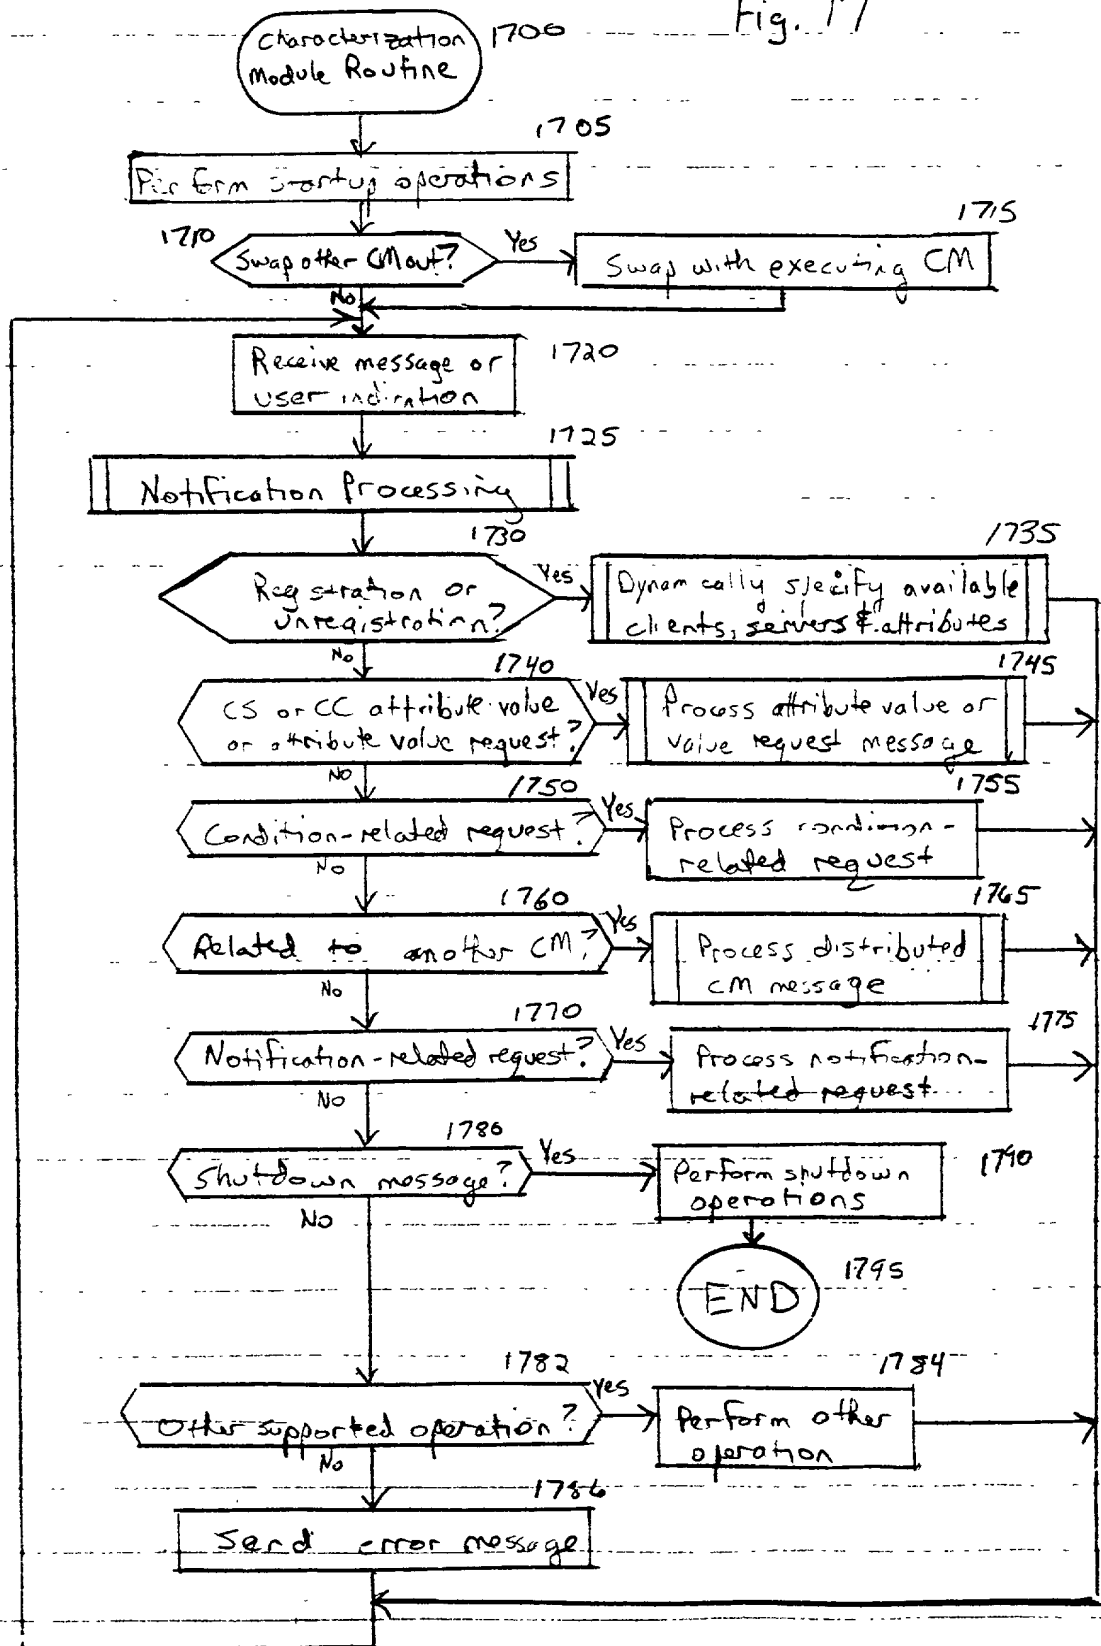 Fig. 17
Characterization
Module Routine
1700
1705
Perform startup operations
1710
Swap other CM out?
Yes
1715
Swap with executing CM
No
Receive message or
user indication
1720
1725
Notification Processing
1730
Registration or
unregistration?
Yes
1735
Dynamically specify available
clients, servers & attributes
No
1740
CS or CC attribute value
or attribute value request?
Yes
1745
Process attribute value or
value request message
No
1750
Condition-related request?
Yes
1755
Process condition-
related request
No
1760
Related to another CM?
Yes
1765
Process distributed
CM message
No
1770
Notification-related request?
Yes
1775
Process notification-
related request
No
1780
Shutdown message?
Yes
1790
Perform shutdown
operations
No
END
1795
1782
Other supported operation?
Yes
1784
Perform other
operation
No
1786
Send error message